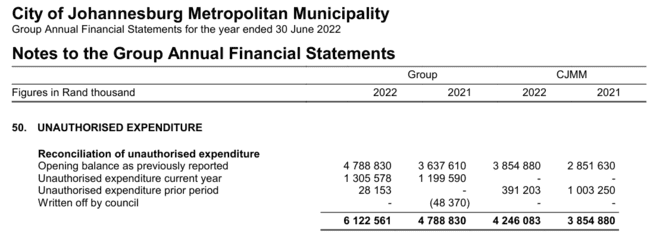 City of Johannesburg Metropolitan Municipality
Group Annual Financial Statements for the year ended 30 June 2022
Notes to the Group Annual Financial Statements
Group CJMM
Figures in Rand thousand 2022 2021 2022 2021
50. UNAUTHORISED EXPENDITURE
Reconciliation of unauthorised expenditure
Opening balance as previously reported 4 788 830 3 637 610 3 854 880 2 851 630
Unauthorised expenditure current year 1 305 578 1 199 590 - -
Unauthorised expenditure prior period 28 153 - 391 203 1 003 250
Written off by council - (48 370) - -
6 122 561 4 788 830 4 246 083 3 854 880